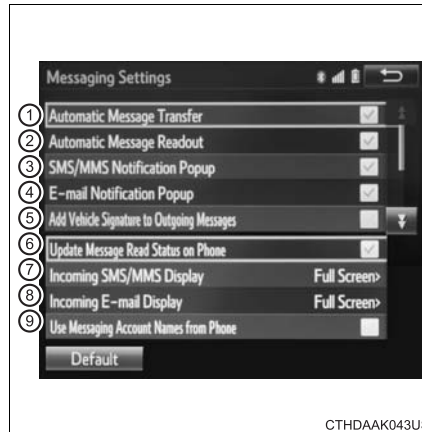 Messaging Settings
① Automatic Message Transfer
② Automatic Message Readout
③ SMS/MMS Notification Popup
④ E-mail Notification Popup
⑤ Add Vehicle Signature to Outgoing Messages
⑥ Update Message Read Status on Phone
⑦ Incoming SMS/MMS Display Full Screen>
⑧ Incoming E-mail Display Full Screen>
⑨ Use Messaging Account Names from Phone
Default